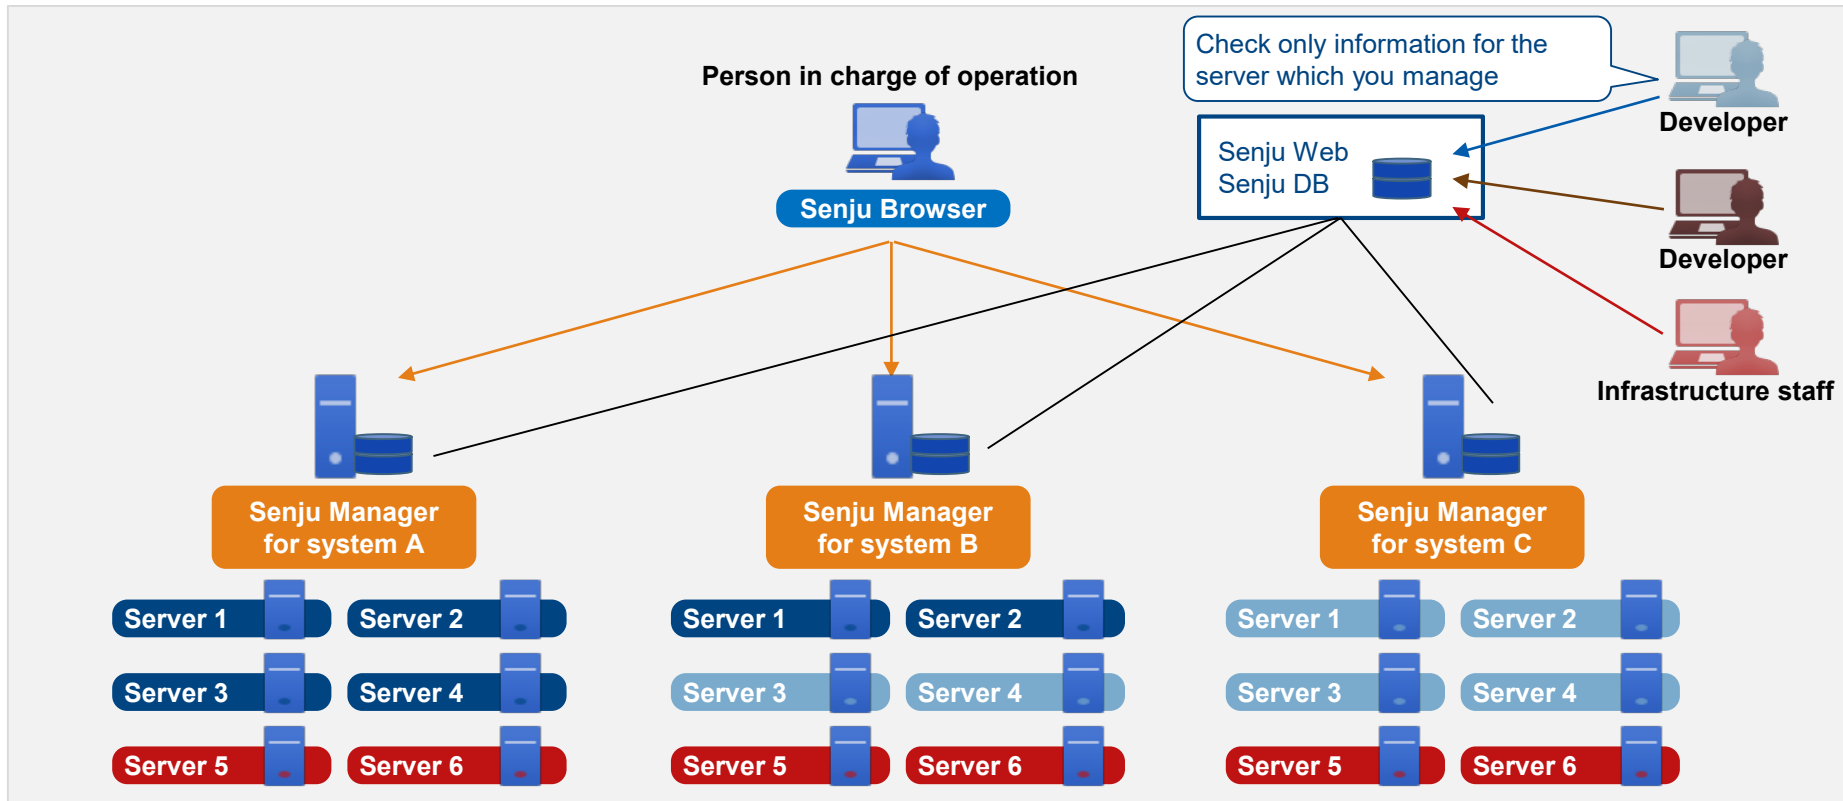 Check only information for the
server which you manage
Person in charge of operation
Developer
Senju Web
Senju DB
Senju Browser
Developer
Infrastructure staff
Senju Manager
for system A
Senju Manager
for system B
Senju Manager
for system C
Server 1
Server 2
Server 1
Server 2
Server 1
Server 2
Server 3
Server 4
Server 3
Server 4
Server 3
Server 4
Server 5
Server 6
Server 5
Server 6
Server 5
Server 6